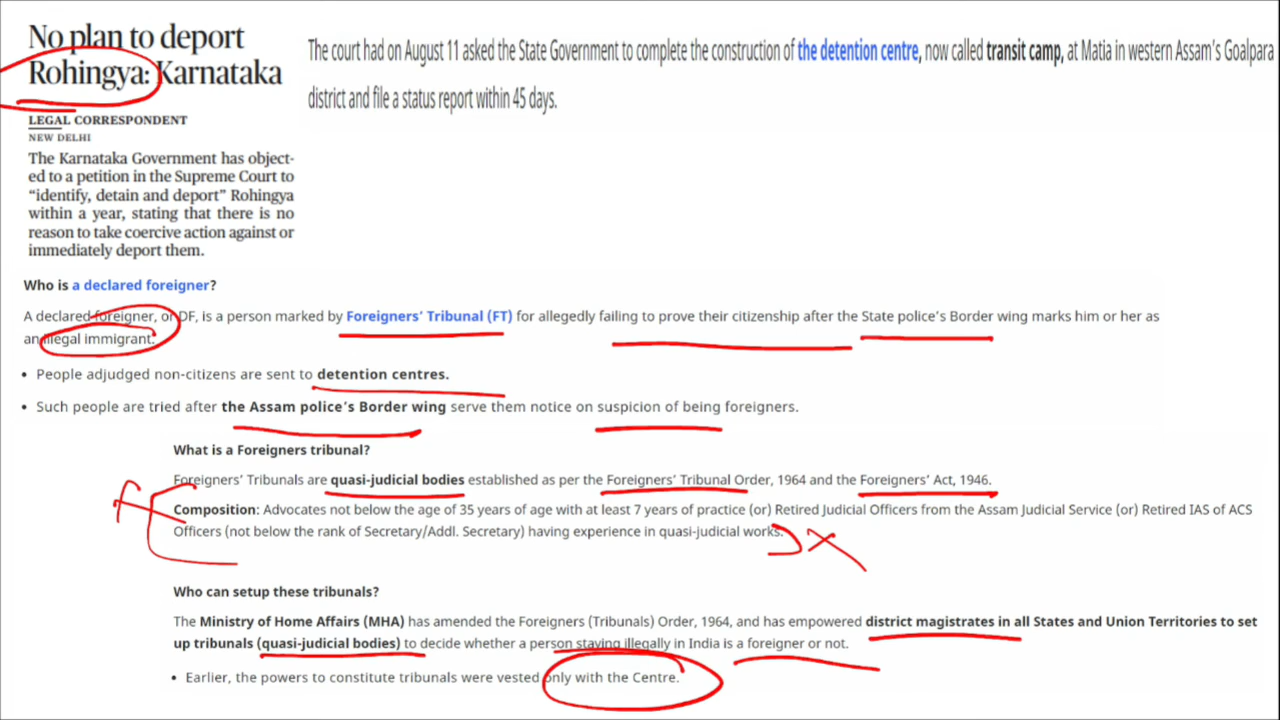 No plan to deport
Rohingya: Karnataka
LEGAL CORRESPONDENT
NEW DELHI
The Karnataka Government has object-
ed to a petition in the Supreme Court to
“identify, detain and deport” Rohingya
within a year, stating that there is no
reason to take coercive action against or
immediately deport them.
The court had on August 11 asked the State Government to complete the construction of the detention centre, now called transit camp, at Matia in western Assam's Goalpara
district and file a status report within 45 days.
Who is a declared foreigner?
A declared foreigner, or DF, is a person marked by Foreigners’ Tribunal (FT) for allegedly failing to prove their citizenship after the State police’s Border wing marks him or her as
an illegal immigrant.
• People adjudged non-citizens are sent to detention centres.
• Such people are tried after the Assam police’s Border wing serve them notice on suspicion of being foreigners.
What is a Foreigners tribunal?
Foreigners’ Tribunals are quasi-judicial bodies established as per the Foreigners’ Tribunal Order, 1964 and the Foreigners’ Act, 1946.
Composition: Advocates not below the age of 35 years of age with at least 7 years of practice (or) Retired Judicial Officers from the Assam Judicial Service (or) Retired IAS of ACS
Officers (not below the rank of Secretary/Addl. Secretary) having experience in quasi-judicial works.
Who can setup these tribunals?
The Ministry of Home Affairs (MHA) has amended the Foreigners (Tribunals) Order, 1964, and has empowered district magistrates in all States and Union Territories to set
up tribunals (quasi-judicial bodies) to decide whether a person staying illegally in India is a foreigner or not.
• Earlier, the powers to constitute tribunals were vested only with the Centre.